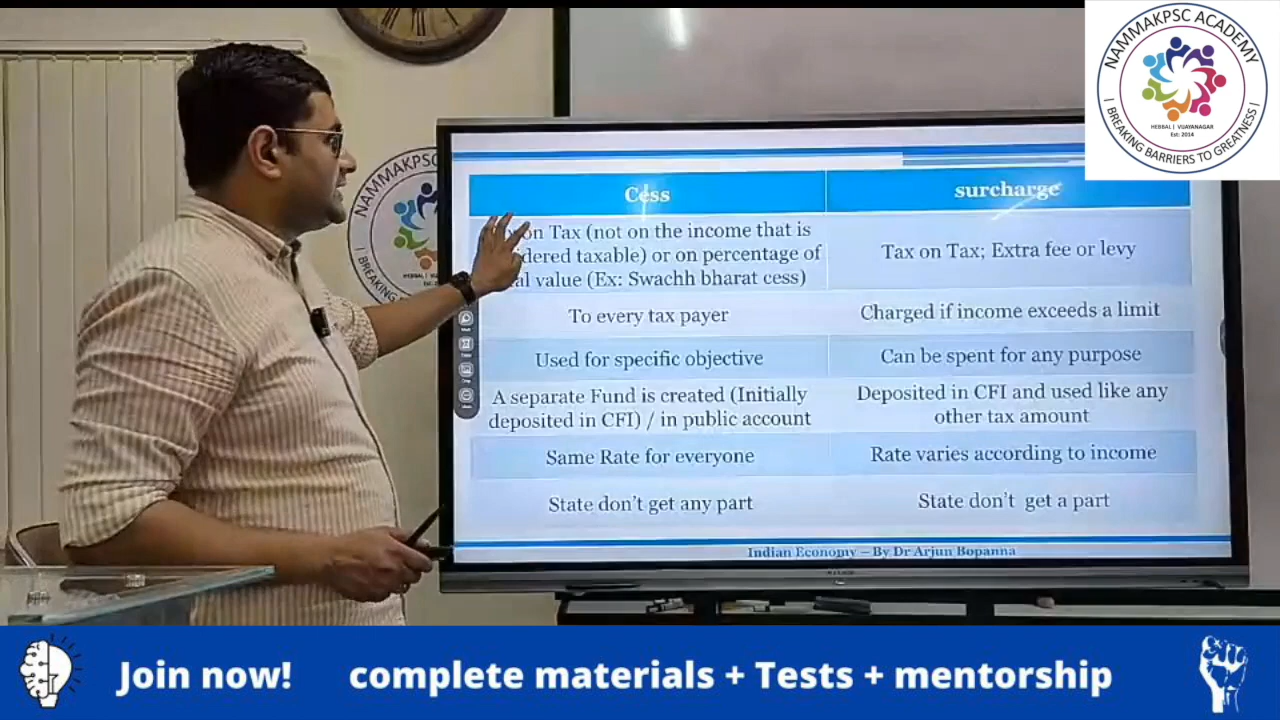 NAMMAKPSC ACADEMY
HEBBAL | VIJAYANAGAR
Est: 2014
| BREAKING BARRIERS TO GREATNESS |
NAMMAKPSC
Cess
surcharge
on Tax (not on the income that is
dered taxable) or on percentage of
al value (Ex: Swachh bharat cess)
Tax on Tax; Extra fee or levy
To every tax payer
Charged if income exceeds a limit
Used for specific objective
Can be spent for any purpose
A separate Fund is created (Initially
deposited in CFI) / in public account
Deposited in CFI and used like any
other tax amount
Same Rate for everyone
Rate varies according to income
State don't get any part
State don't get a part
Indian Economy – By Dr Arjun Bopanna
Join now! complete materials + Tests + mentorship